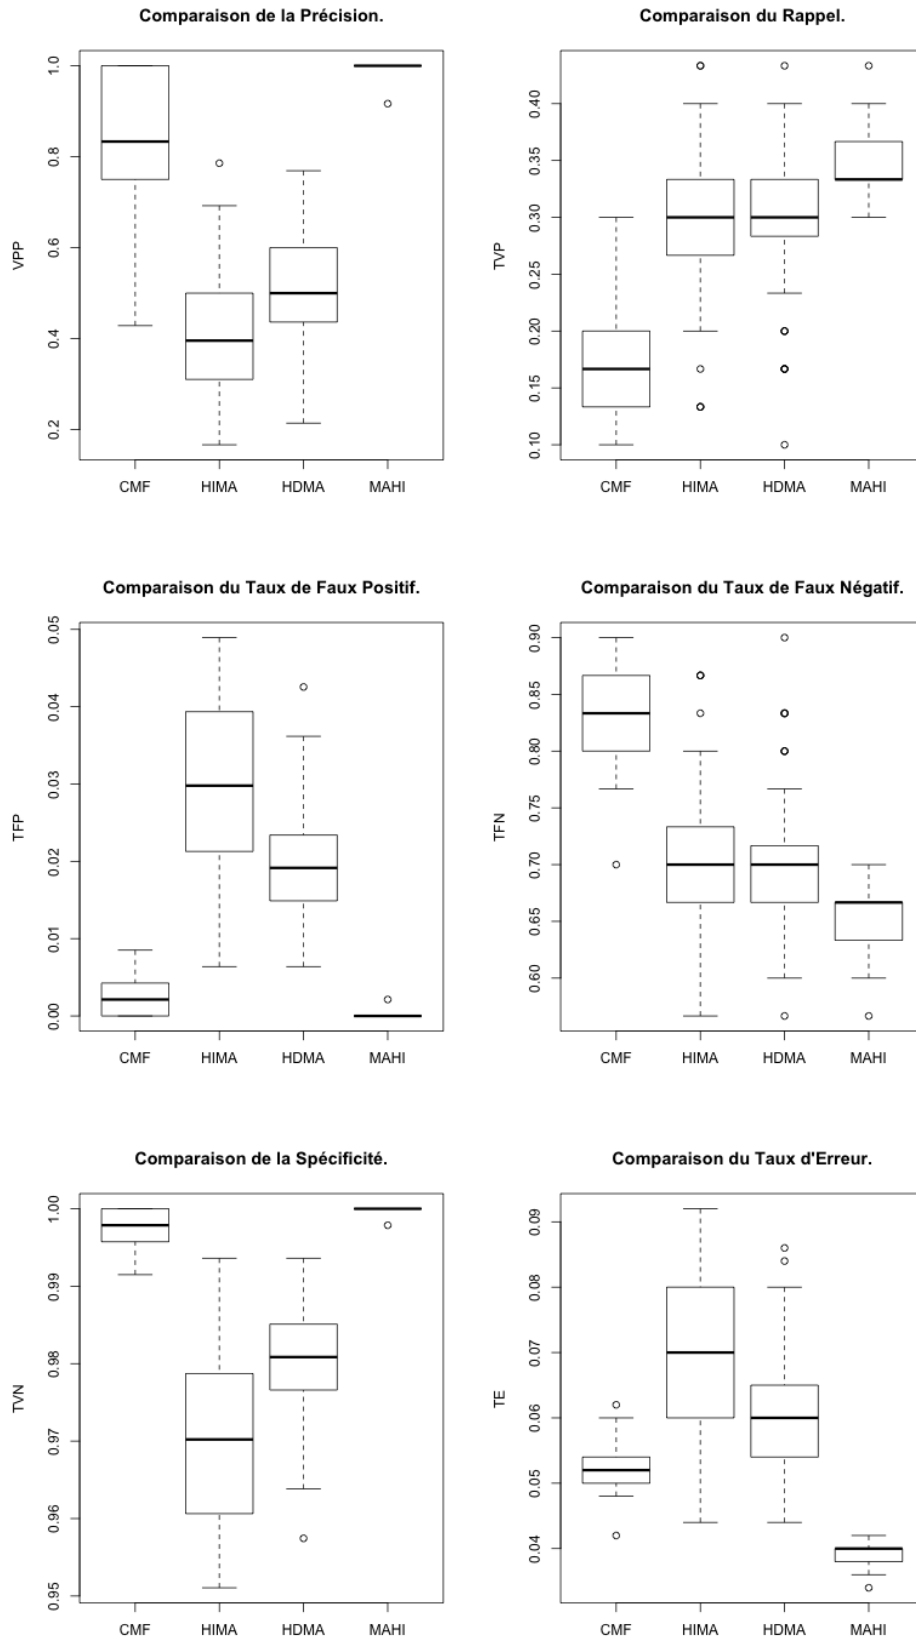 Comparaison de la Précision.
VPP
1.0
0.8
0.6
0.4
0.2
CMF HIMA HDMA MAHI
Comparaison du Rappel.
TVP
0.40
0.35
0.30
0.25
0.20
0.15
0.10
CMF HIMA HDMA MAHI
Comparaison du Taux de Faux Positif.
TFP
0.05
0.04
0.03
0.02
0.01
0.00
CMF HIMA HDMA MAHI
Comparaison du Taux de Faux Négatif.
TFN
0.90
0.85
0.80
0.75
0.70
0.65
0.60
CMF HIMA HDMA MAHI
Comparaison de la Spécificité.
TVN
1.00
0.99
0.98
0.97
0.96
0.95
CMF HIMA HDMA MAHI
Comparaison du Taux d'Erreur.
TE
0.09
0.08
0.07
0.06
0.05
0.04
CMF HIMA HDMA MAHI